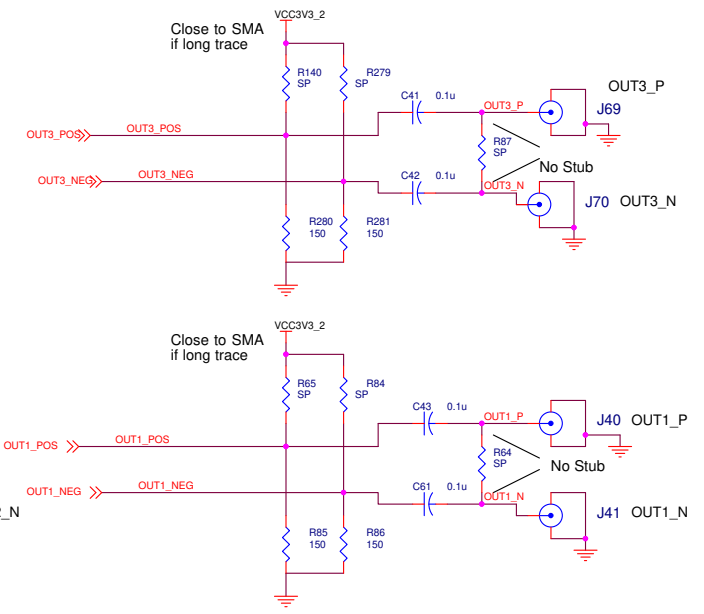 VCC3V3_2
Close to SMA
if long trace
R140
SP
R279
SP
C41
0.1u
OUT3_P
OUT3_P
J69
OUT3_POS
OUT3_POS
R87
SP
No Stub
OUT3_NEG
OUT3_NEG
C42
0.1u
OUT3_N
J70
OUT3_N
R280
150
R281
150
VCC3V3_2
Close to SMA
if long trace
R65
SP
R84
SP
C43
0.1u
OUT1_P
J40
OUT1_P
OUT1_POS
OUT1_POS
R64
SP
No Stub
OUT1_NEG
OUT1_NEG
C61
0.1u
OUT1_N
J41
OUT1_N
_N
R85
150
R86
150